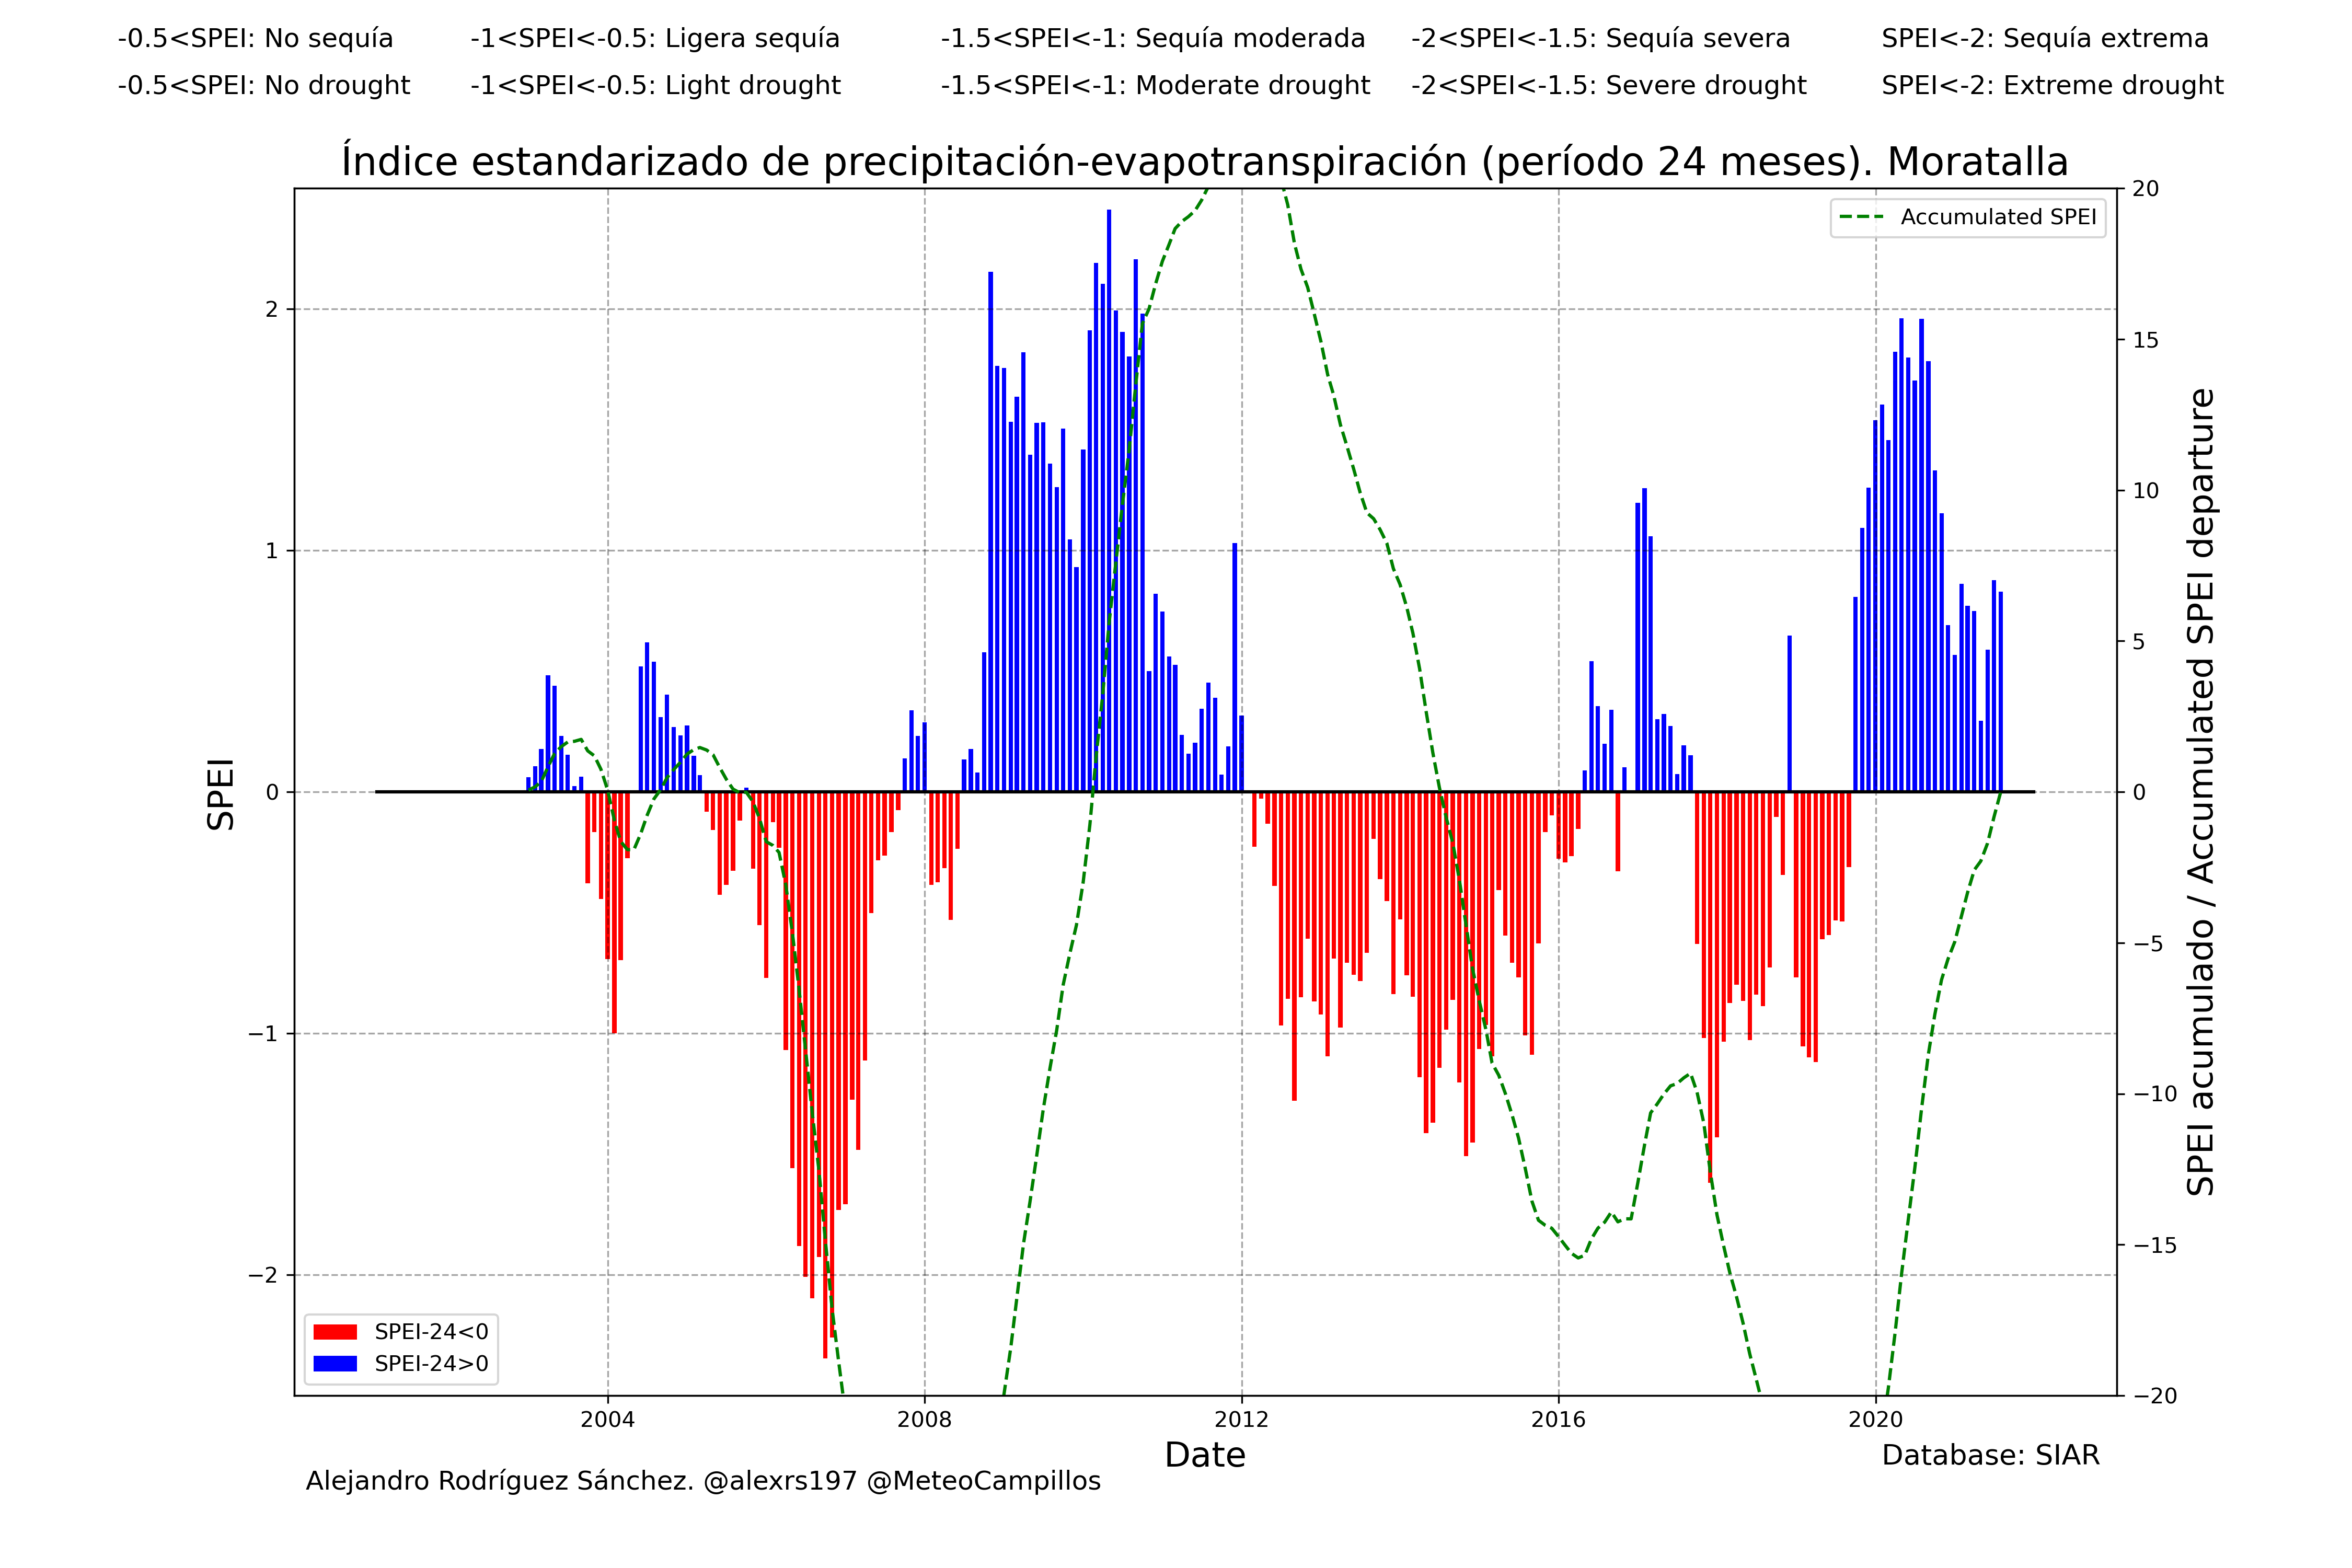 -0.5<SPEI: No sequía -1<SPEI<-0.5: Ligera sequía -1.5<SPEI<-1: Sequía moderada -2<SPEI<-1.5: Sequía severa SPEI<-2: Sequía extrema
-0.5<SPEI: No drought -1<SPEI<-0.5: Light drought -1.5<SPEI<-1: Moderate drought -2<SPEI<-1.5: Severe drought SPEI<-2: Extreme drought
Índice estandarizado de precipitación-evapotranspiración (período 24 meses). Moratalla
Accumulated SPEI
SPEI
2
1
0
−1
−2
20
15
10
5
0
−5
−10
−15
−20
SPEI acumulado / Accumulated SPEI departure
SPEI-24<0
SPEI-24>0
2004 2008 2012 2016 2020
Date
Database: SIAR
Alejandro Rodríguez Sánchez. @alexrs197 @MeteoCampillos